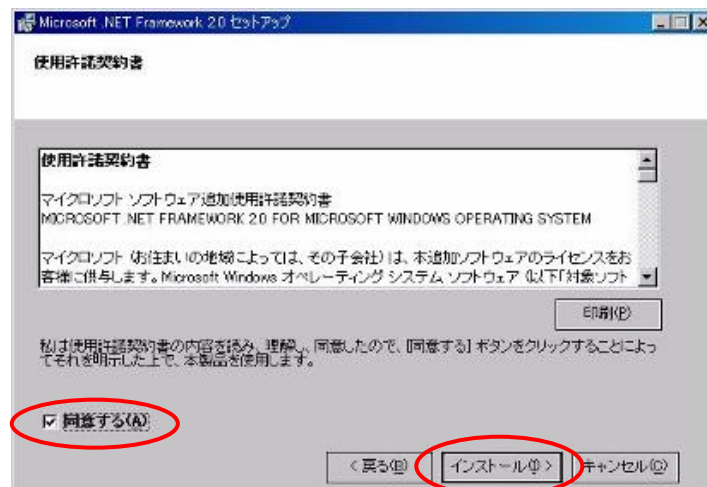 Microsoft .NET Framework 2.0 セットアップ
使用許諾契約書
使用許諾契約書
マイクロソフト ソフトウェア追加使用許諾契約書
MICROSOFT .NET FRAMEWORK 2.0 FOR MICROSOFT WINDOWS OPERATING SYSTEM
マイクロソフト (お住まいの地域によっては、その子会社) は、本追加ソフトウェアのライセンスをお
客様に供与します。Microsoft Windows オペレーティング システム ソフトウェア (以下「対象ソフト
印刷(P)
私は使用許諾契約書の内容を読み、理解し、同意したので、[同意する] ボタンをクリックすることによっ
てそれを明示した上で、本製品を使用します。
同意する(A)
< 戻る(B) インストール(I) > キャンセル(C)